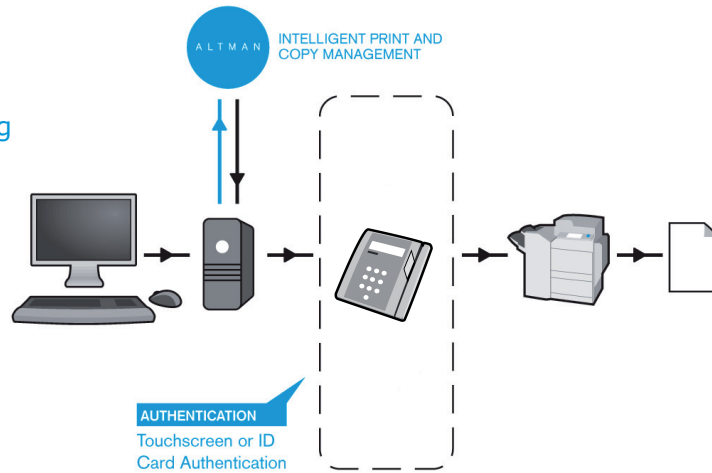 ALTMAN
INTELLIGENT PRINT AND
COPY MANAGEMENT
g
AUTHENTICATION
Touchscreen or ID
Card Authentication